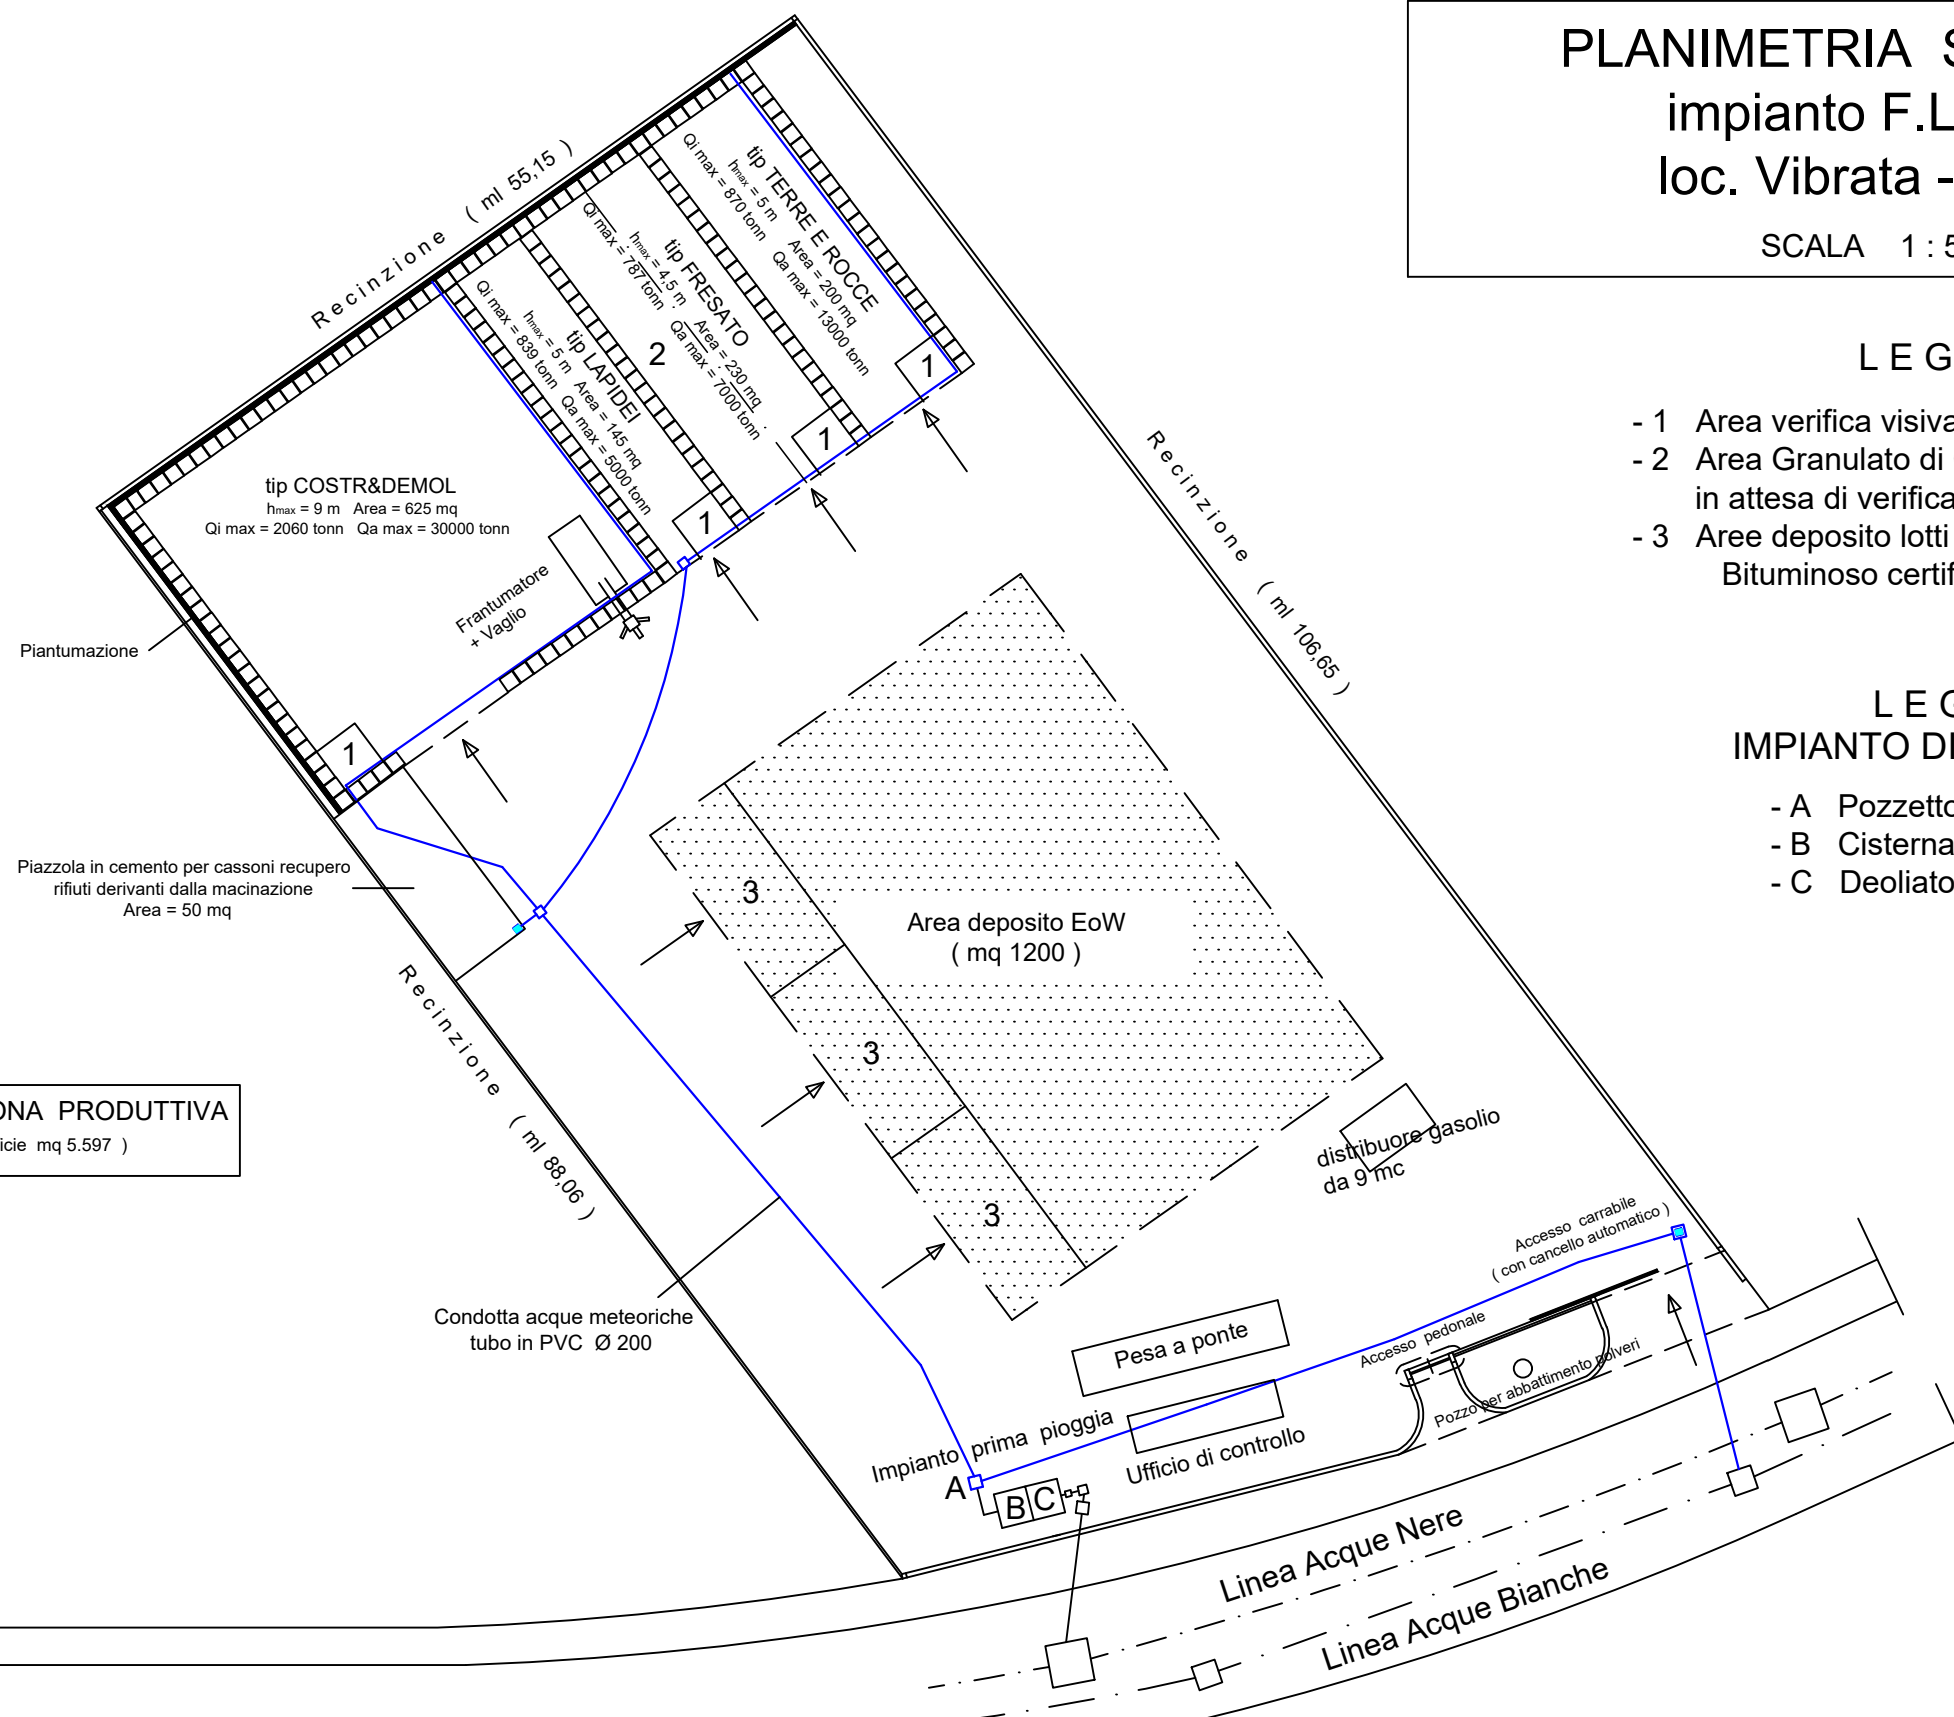 PLANIMETRIA S
impianto F.L
loc. Vibrata -
SCALA 1 : 5
L E G
- 1 Area verifica visiva
- 2 Area Granulato di
in attesa di verifica
- 3 Aree deposito lotti
Bituminoso certif
L E G
IMPIANTO DI
- A Pozzetto
- B Cisterna
- C Deoliato
Recinzione ( ml 55,15 )
tip TERRE E ROCCE
hmax = 5 m Area = 200 mq
Qi max = 870 tonn Qa max = 13000 tonn
1
tip FRESATO
hmax = 4,5 m Area = 230 mq
Qi max = 787 tonn Qa max = 7000 tonn
2
1
tip LAPIDEI
hmax = 5 m Area = 145 mq
Qi max = 839 tonn Qa max = 5000 tonn
1
tip COSTR&DEMOL
hmax = 9 m Area = 625 mq
Qi max = 2060 tonn Qa max = 30000 tonn
Frantumatore
+ Vaglio
1
Piantumazione
Recinzione ( ml 106,65 )
Piazzola in cemento per cassoni recupero
rifiuti derivanti dalla macinazione
Area = 50 mq
Area deposito EoW
( mq 1200 )
3
3
3
Recinzione ( ml 88,06 )
ONA PRODUTTIVA
icie mq 5.597 )
distribuore gasolio
da 9 mc
Condotta acque meteoriche
tubo in PVC Ø 200
Accesso carrabile
( con cancello automatico )
Accesso pedonale
Pozzo per abbattimento polveri
Pesa a ponte
Ufficio di controllo
Impianto prima pioggia
A
B
C
Linea Acque Nere
Linea Acque Bianche